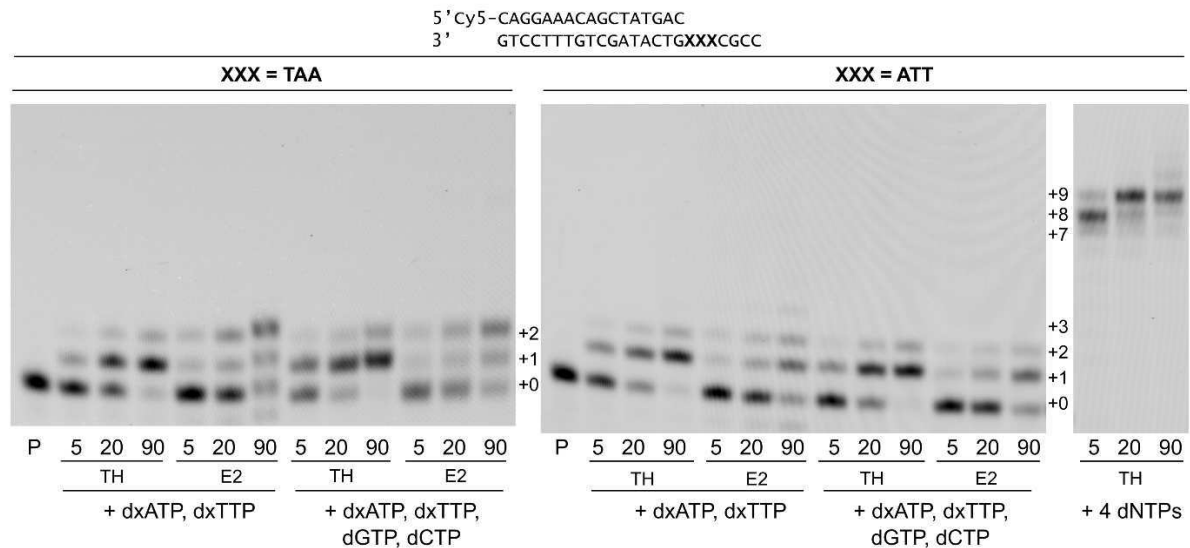 5’Cy5-CAGGAAACAGCTATGAC
3’ GTCCTTTGTCGATACTGXXXCGCC
XXX = TAA
XXX = ATT
+2
+1
+0
+3
+2
+1
+0
+9
+8
+7
P 5 20 90 5 20 90 5 20 90 5 20 90
TH E2 TH E2
+ dxATP, dxTTP
+ dxATP, dxTTP,
dGTP, dCTP
P 5 20 90 5 20 90 5 20 90 5 20 90
TH E2 TH E2
+ dxATP, dxTTP
+ dxATP, dxTTP,
dGTP, dCTP
5 20 90
TH
+ 4 dNTPs